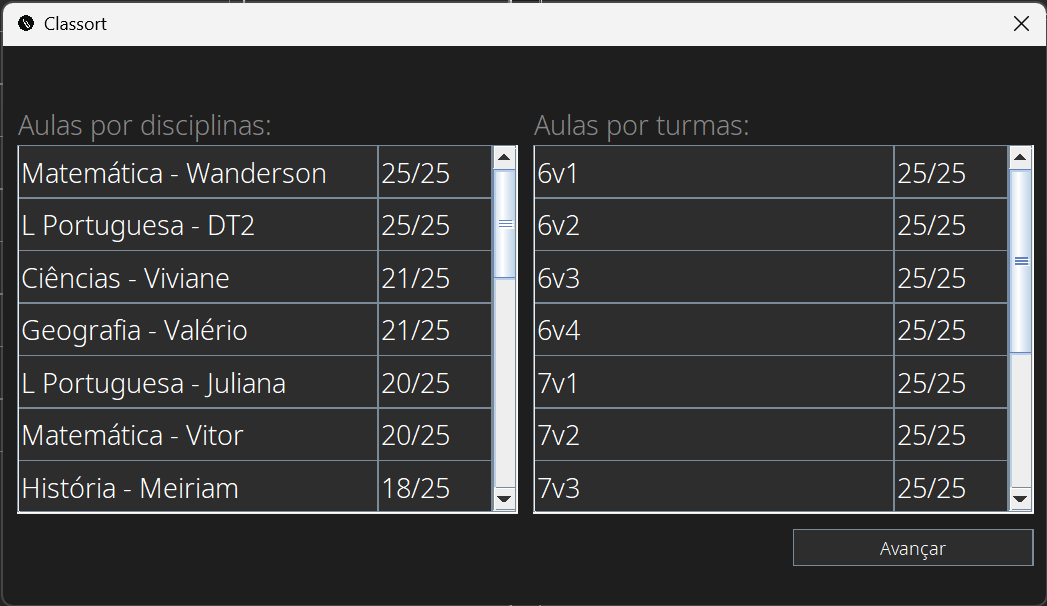 Classort
Aulas por disciplinas:
Matemática - Wanderson 25/25
L Portuguesa - DT2 25/25
Ciências - Viviane 21/25
Geografia - Valério 21/25
L Portuguesa - Juliana 20/25
Matemática - Vitor 20/25
História - Meiriam 18/25
Aulas por turmas:
6v1 25/25
6v2 25/25
6v3 25/25
6v4 25/25
7v1 25/25
7v2 25/25
7v3 25/25
Avançar